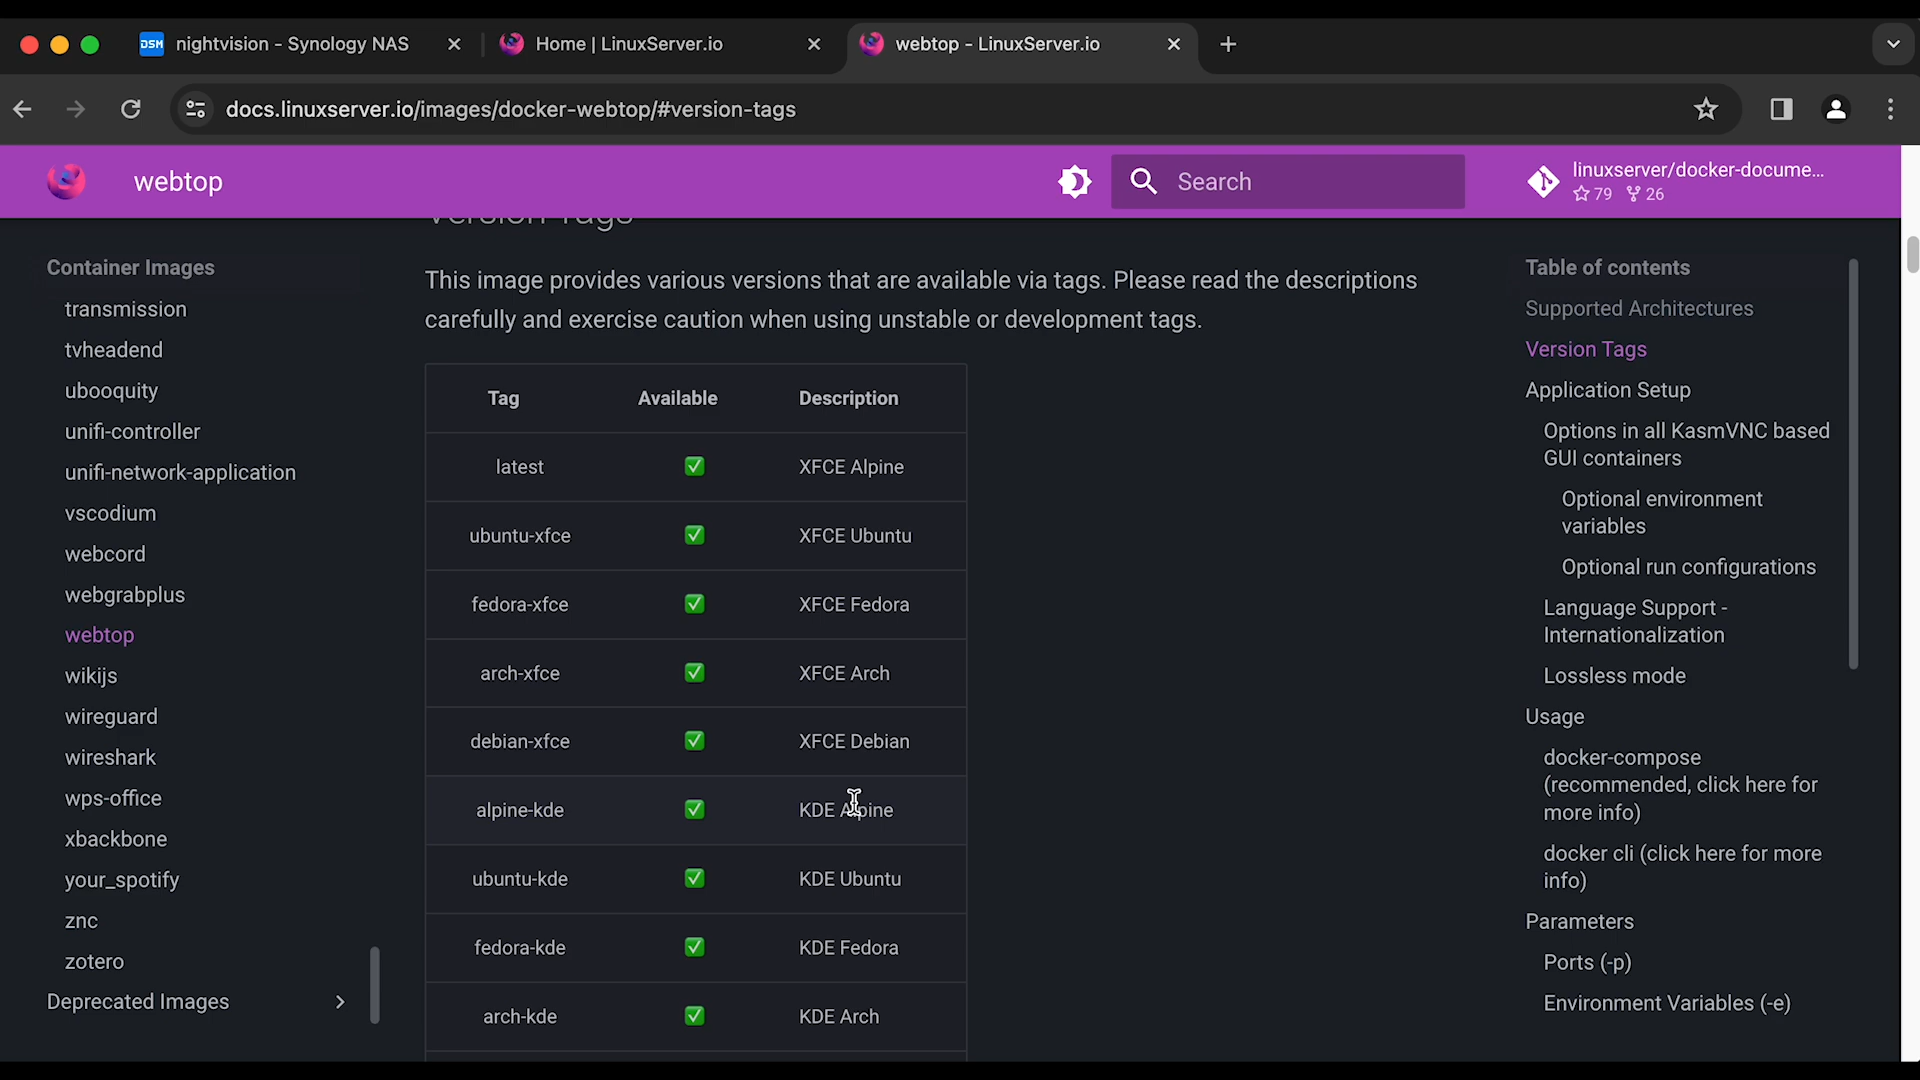 DSM nightvision - Synology NAS
Home | LinuxServer.io
webtop - LinuxServer.io
docs.linuxserver.io/images/docker-webtop/#version-tags
webtop
Search
linuxserver/docker-docume...
79 26
Container Images
transmission
tvheadend
ubooquity
unifi-controller
unifi-network-application
vscodium
webcord
webgrabplus
webtop
wikijs
wireguard
wireshark
wps-office
xbackbone
your_spotify
znc
zotero
Deprecated Images
Version Tags
This image provides various versions that are available via tags. Please read the descriptions
carefully and exercise caution when using unstable or development tags.
Tag Available Description
latest ✅ XFCE Alpine
ubuntu-xfce ✅ XFCE Ubuntu
fedora-xfce ✅ XFCE Fedora
arch-xfce ✅ XFCE Arch
debian-xfce ✅ XFCE Debian
alpine-kde ✅ KDE Alpine
ubuntu-kde ✅ KDE Ubuntu
fedora-kde ✅ KDE Fedora
arch-kde ✅ KDE Arch
Table of contents
Supported Architectures
Version Tags
Application Setup
Options in all KasmVNC based
GUI containers
Optional environment
variables
Optional run configurations
Language Support -
Internationalization
Lossless mode
Usage
docker-compose
(recommended, click here for
more info)
docker cli (click here for more
info)
Parameters
Ports (-p)
Environment Variables (-e)